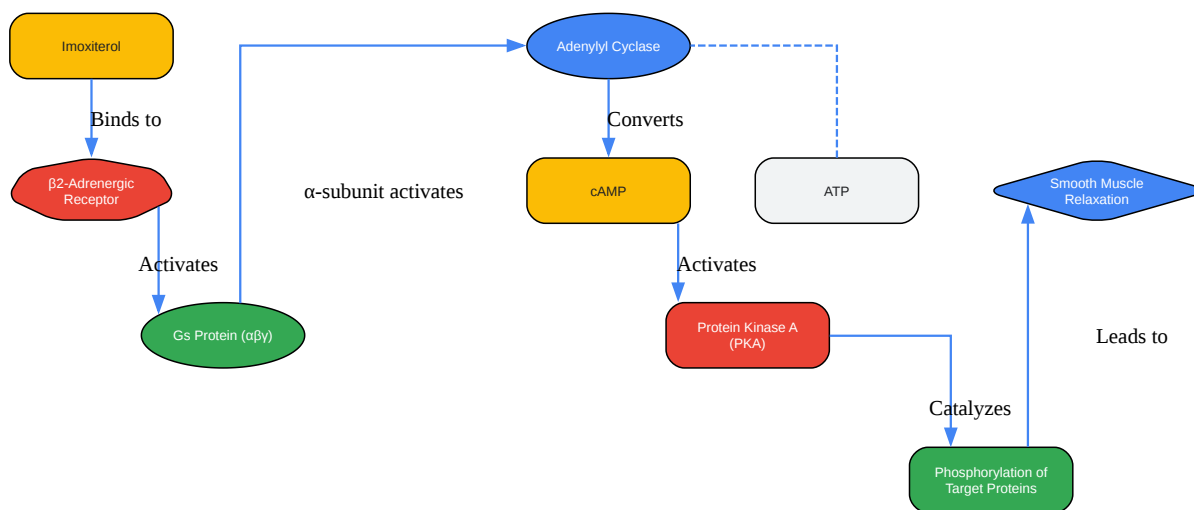 Imoxiterol
Adenylyl Cyclase
Binds to
Converts
β2-Adrenergic
Receptor
α-subunit activates
cAMP
ATP
Smooth Muscle
Relaxation
Activates
Activates
Gs Protein (αβγ)
Protein Kinase A
(PKA)
Leads to
Catalyzes
Phosphorylation of
Target Proteins